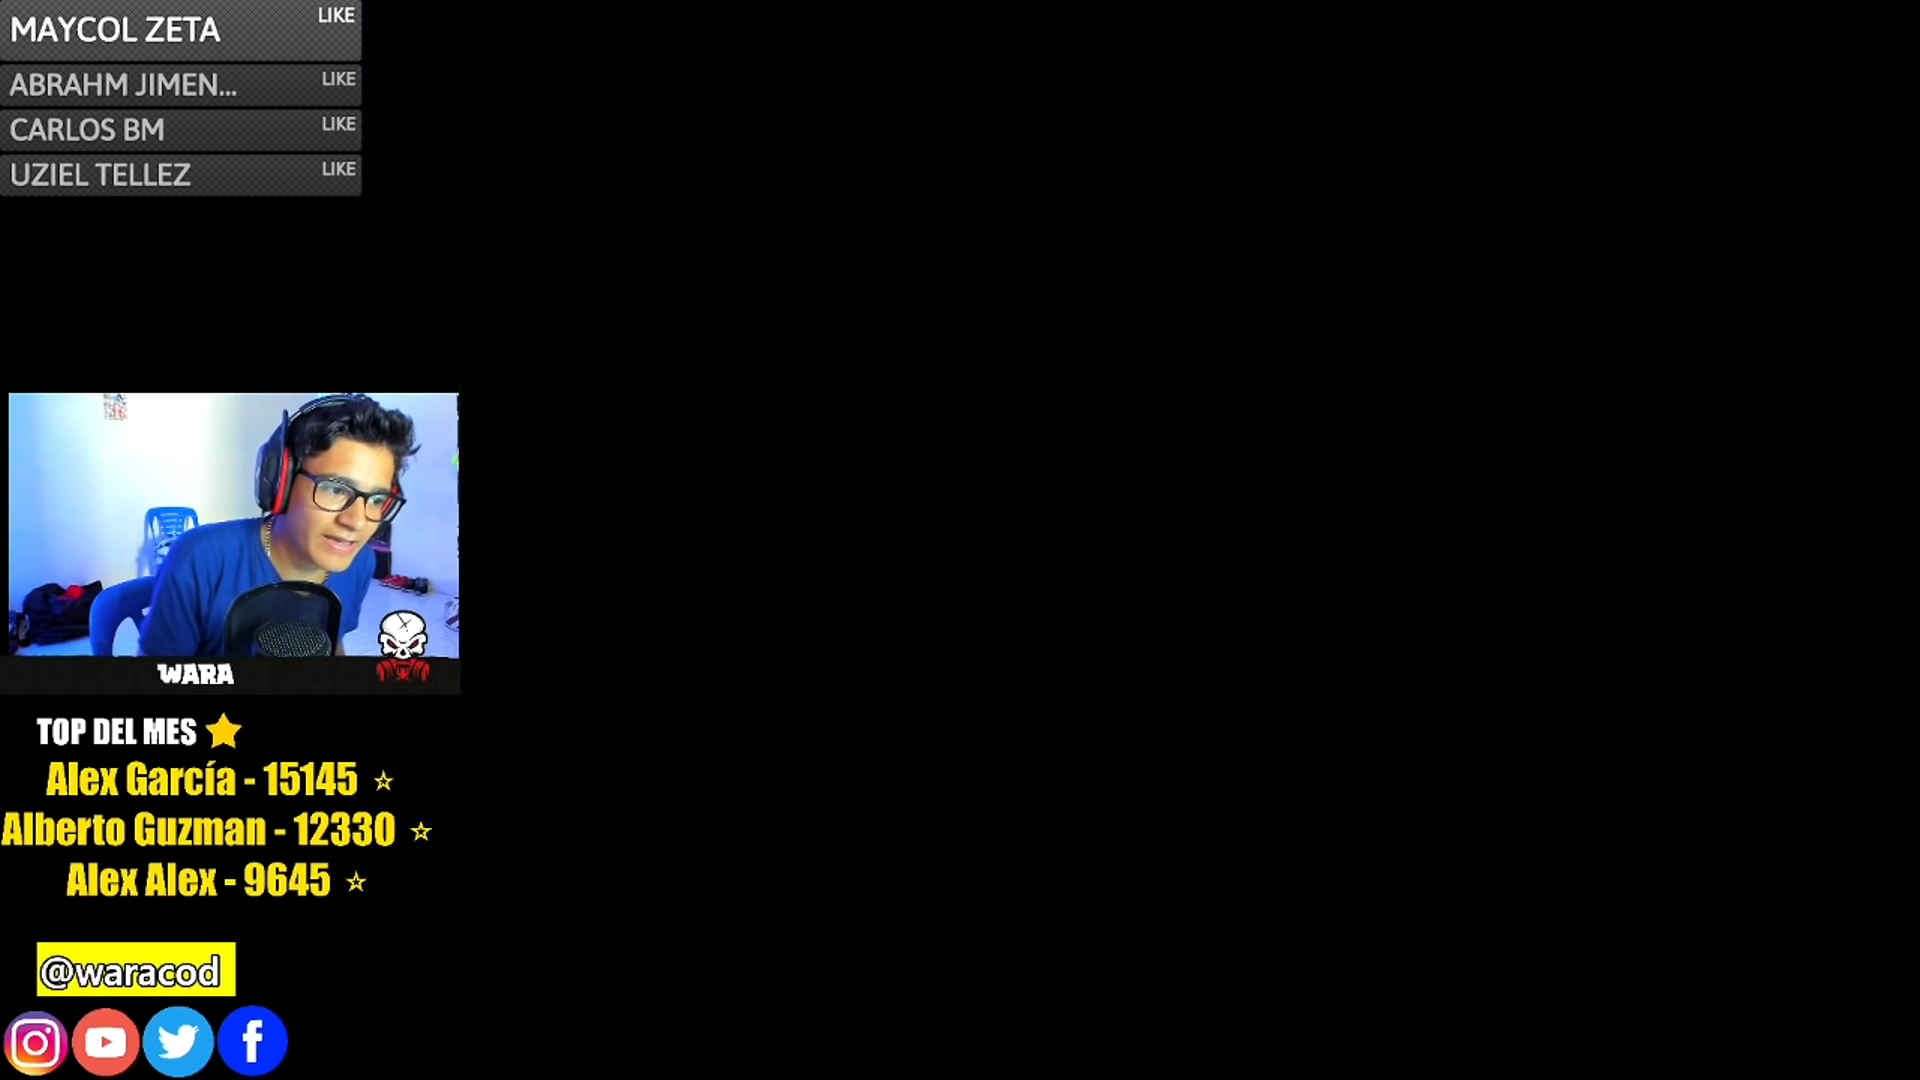 MAYCOL ZETA LIKE
ABRAHM JIMEN... LIKE
CARLOS BM LIKE
UZIEL TELLEZ LIKE
WARA
TOP DEL MES
Alex García - 15145
Alberto Guzman - 12330
Alex Alex - 9645
@waracod